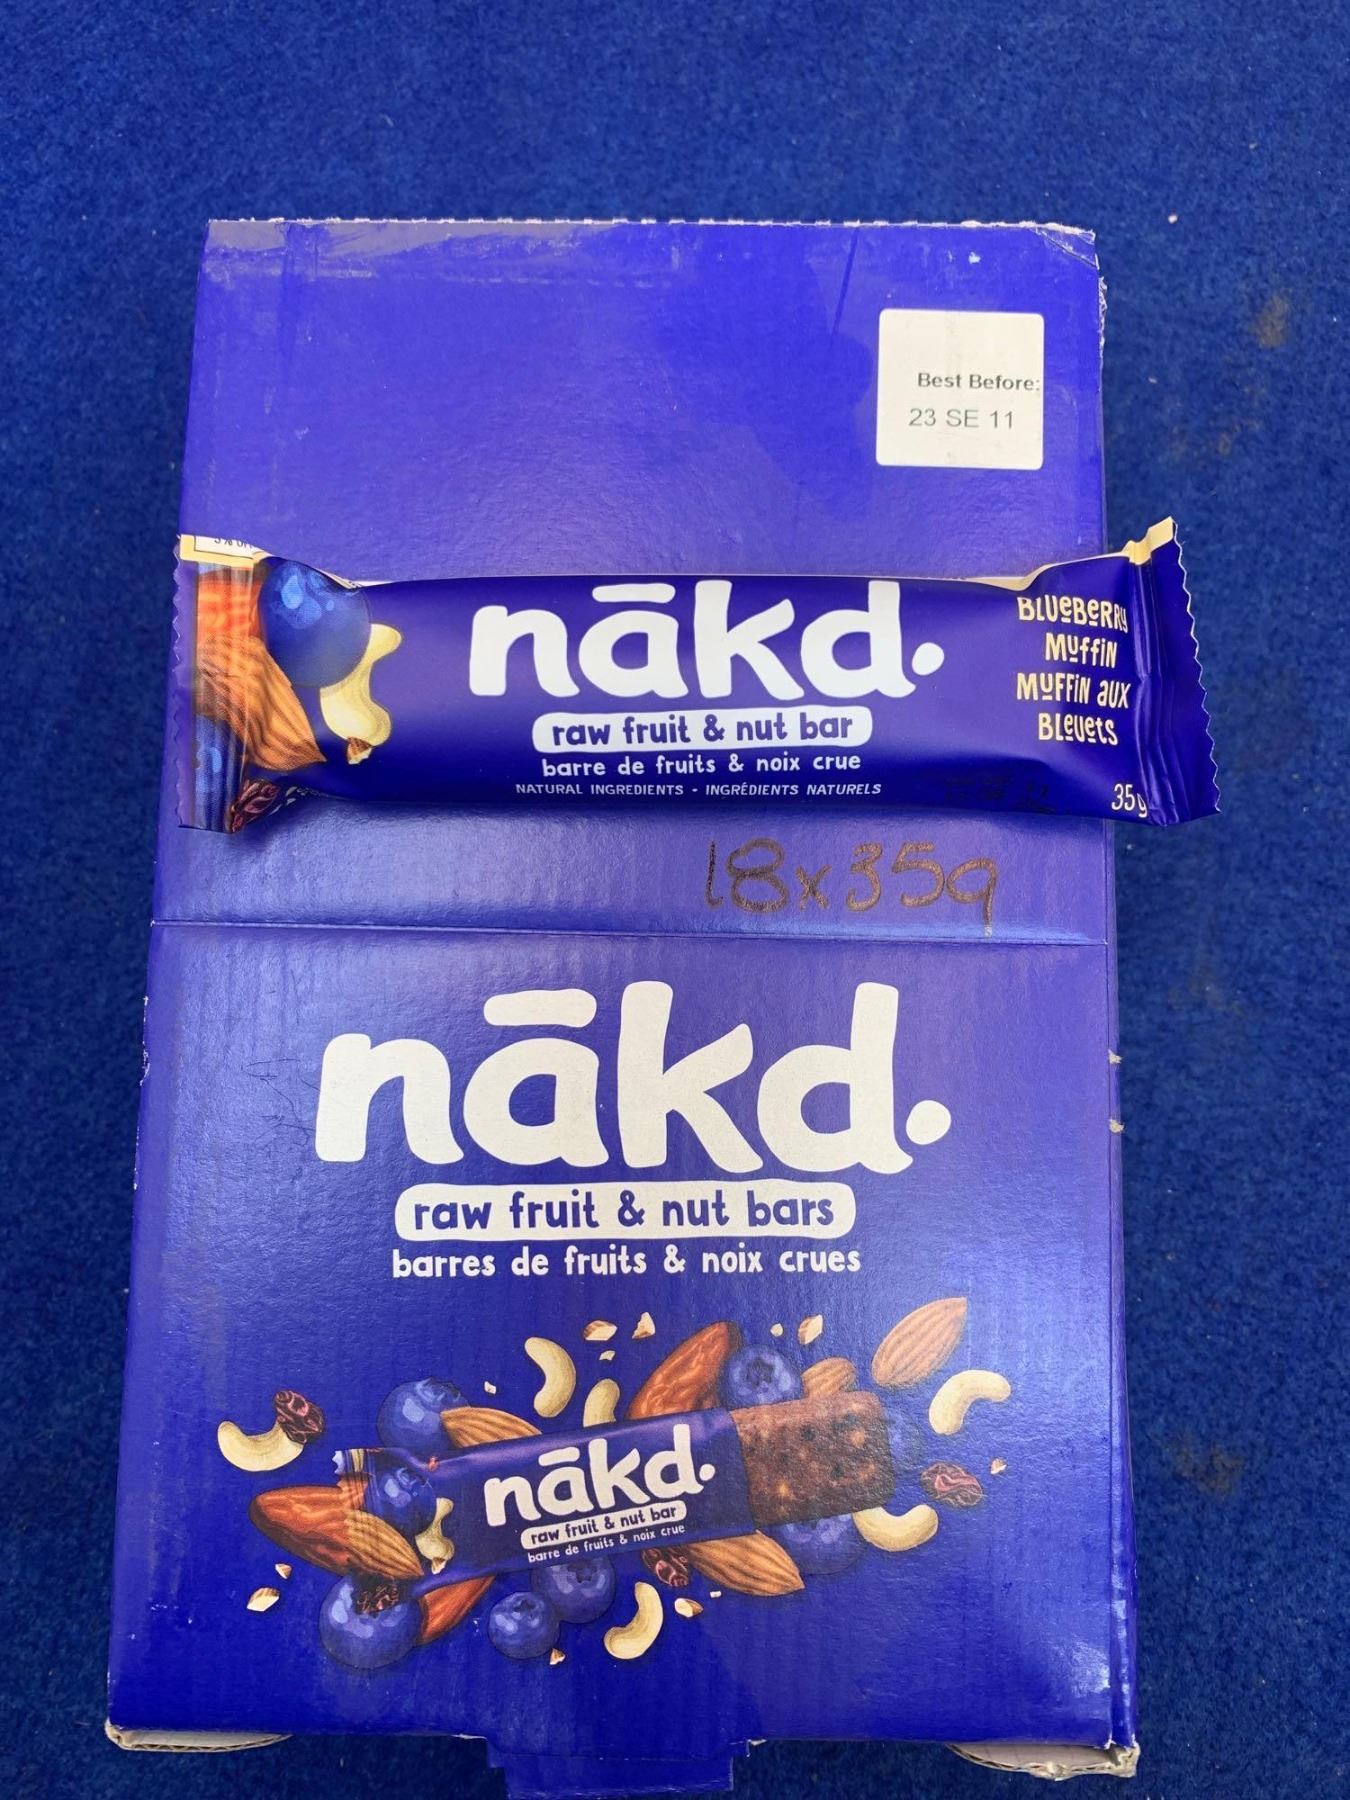 Best Before:
23 SE 11
nākd.
raw fruit & nut bar
barre de fruits & noix crue
NATURAL INGREDIENTS • INGRÉDIENTS NATURELS
BLUEBERRY
MUFFIN
MUFFIN AUX
BLEUETS
35g
18x35g
nākd.
raw fruit & nut bars
barres de fruits & noix crues
nākd.
raw fruit & nut bar
barre de fruits & noix crue